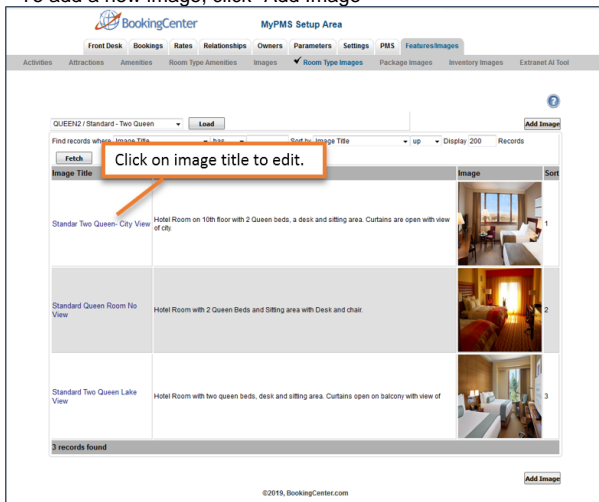 To add a new image, click "Add Image"
BookingCenter MyPMS Setup Area
Front Desk Bookings Rates Relationships Owners Parameters Settings PMS Features/Images
Activities Attractions Amenities Room Type Amenities Images ✔ Room Type Images Package Images Inventory Images Extranet AI Tool
?
QUEEN2 / Standard - Two Queen Load Add Image
Find records where Image Title has Sort by Image Title up Display 200 Records
Fetch
Click on image title to edit.
Image Title Image Sort
Standar Two Queen- City View Hotel Room on 10th floor with 2 Queen beds, a desk and sitting area. Curtains are open with view 1
of city.
Standard Queen Room No Hotel Room with 2 Queen Beds and Sitting area with Desk and chair. 2
View
Standard Two Queen Lake Hotel Room with two queen beds, desk and sitting area. Curtains open on balcony with view of 3
View
3 records found
Add Image
©2019, BookingCenter.com